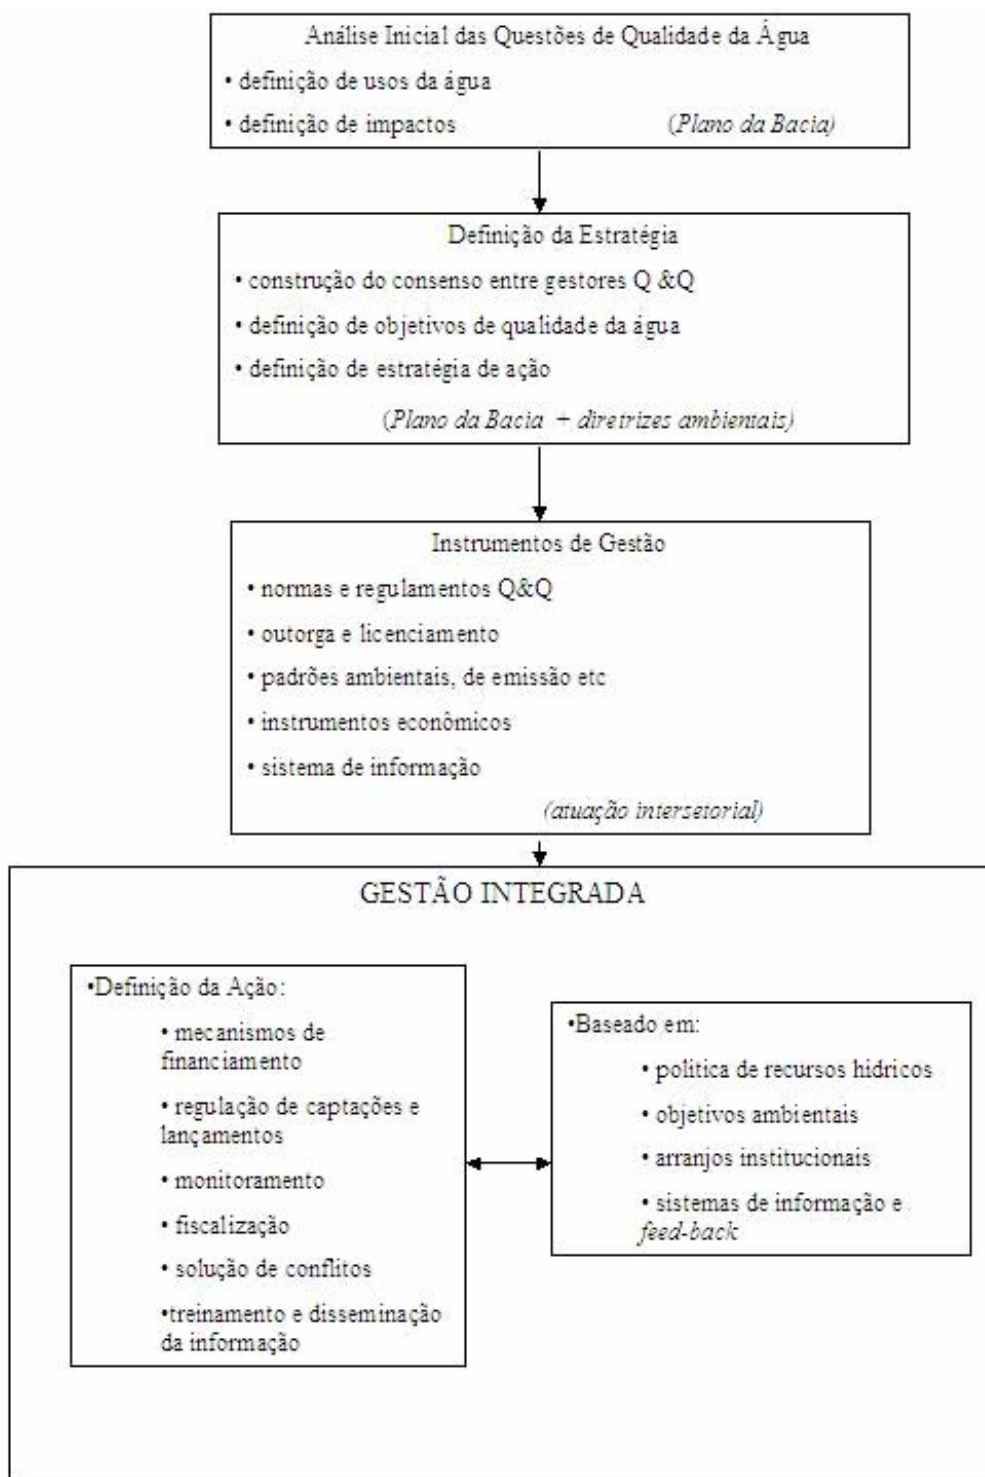 Análise Inicial das Questões de Qualidade da Água
• definição de usos da água
• definição de impactos (Plano da Bacia)
Definição da Estratégia
• construção do consenso entre gestores Q &Q
• definição de objetivos de qualidade da água
• definição de estratégia de ação
(Plano da Bacia + diretrizes ambientais)
Instrumentos de Gestão
• normas e regulamentos Q&Q
• outorga e licenciamento
• padrões ambientais, de emissão etc
• instrumentos econômicos
• sistema de informação
(atuação intersetorial)
GESTÃO INTEGRADA
•Definição da Ação:
• mecanismos de
financiamento
• regulação de captações e
lançamentos
• monitoramento
• fiscalização
• solução de conflitos
•treinamento e disseminação
da informação
•Baseado em:
• politica de recursos hidricos
• objetivos ambientais
• arranjos institucionais
• sistemas de informação e
feed-back